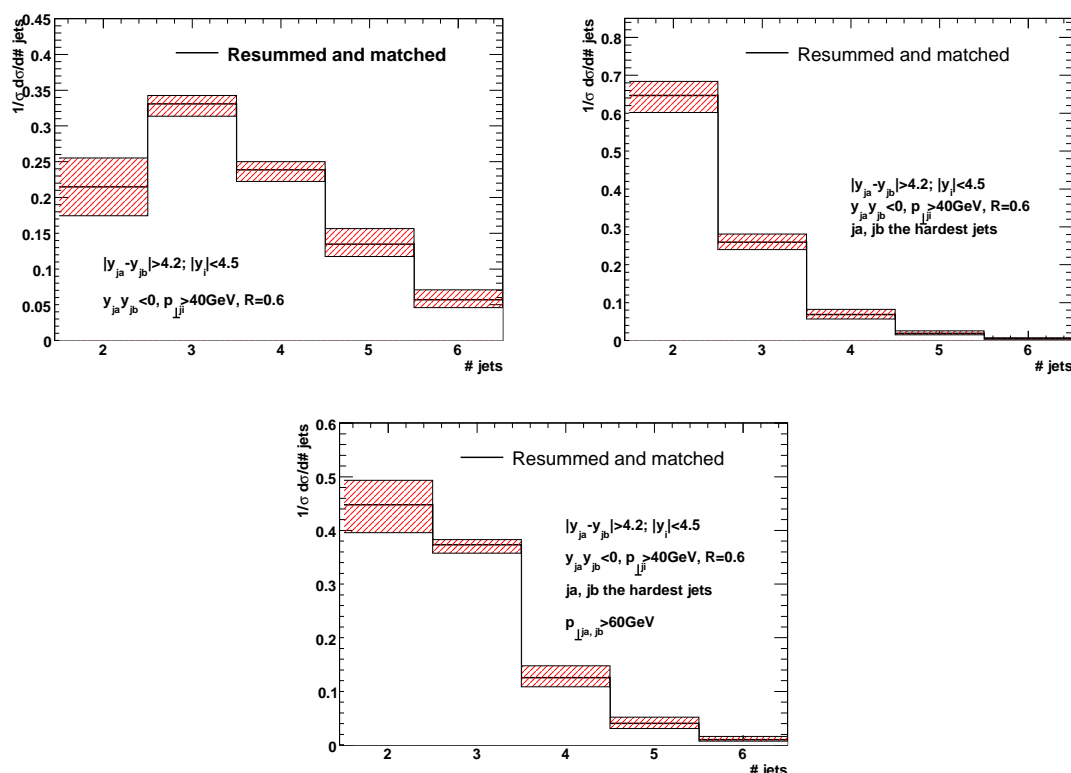 1/σ dσ/d# jets
0.45
0.4
0.35
0.3
0.25
0.2
0.15
0.1
0.05
0
Resummed and matched
|y_ja-y_jb|>4.2; |y_i|<4.5
y_ja y_jb<0, p_⊥ji>40GeV, R=0.6
2 3 4 5 6
# jets
1/σ dσ/d# jets
0.8
0.7
0.6
0.5
0.4
0.3
0.2
0.1
0
Resummed and matched
|y_ja-y_jb|>4.2; |y_i|<4.5
y_ja y_jb<0, p_⊥ji>40GeV, R=0.6
ja, jb the hardest jets
2 3 4 5 6
# jets
1/σ dσ/d# jets
0.6
0.5
0.4
0.3
0.2
0.1
0
Resummed and matched
|y_ja-y_jb|>4.2; |y_i|<4.5
y_ja y_jb<0, p_⊥ji>40GeV, R=0.6
ja, jb the hardest jets
p_⊥ja, jb>60GeV
2 3 4 5 6
# jets